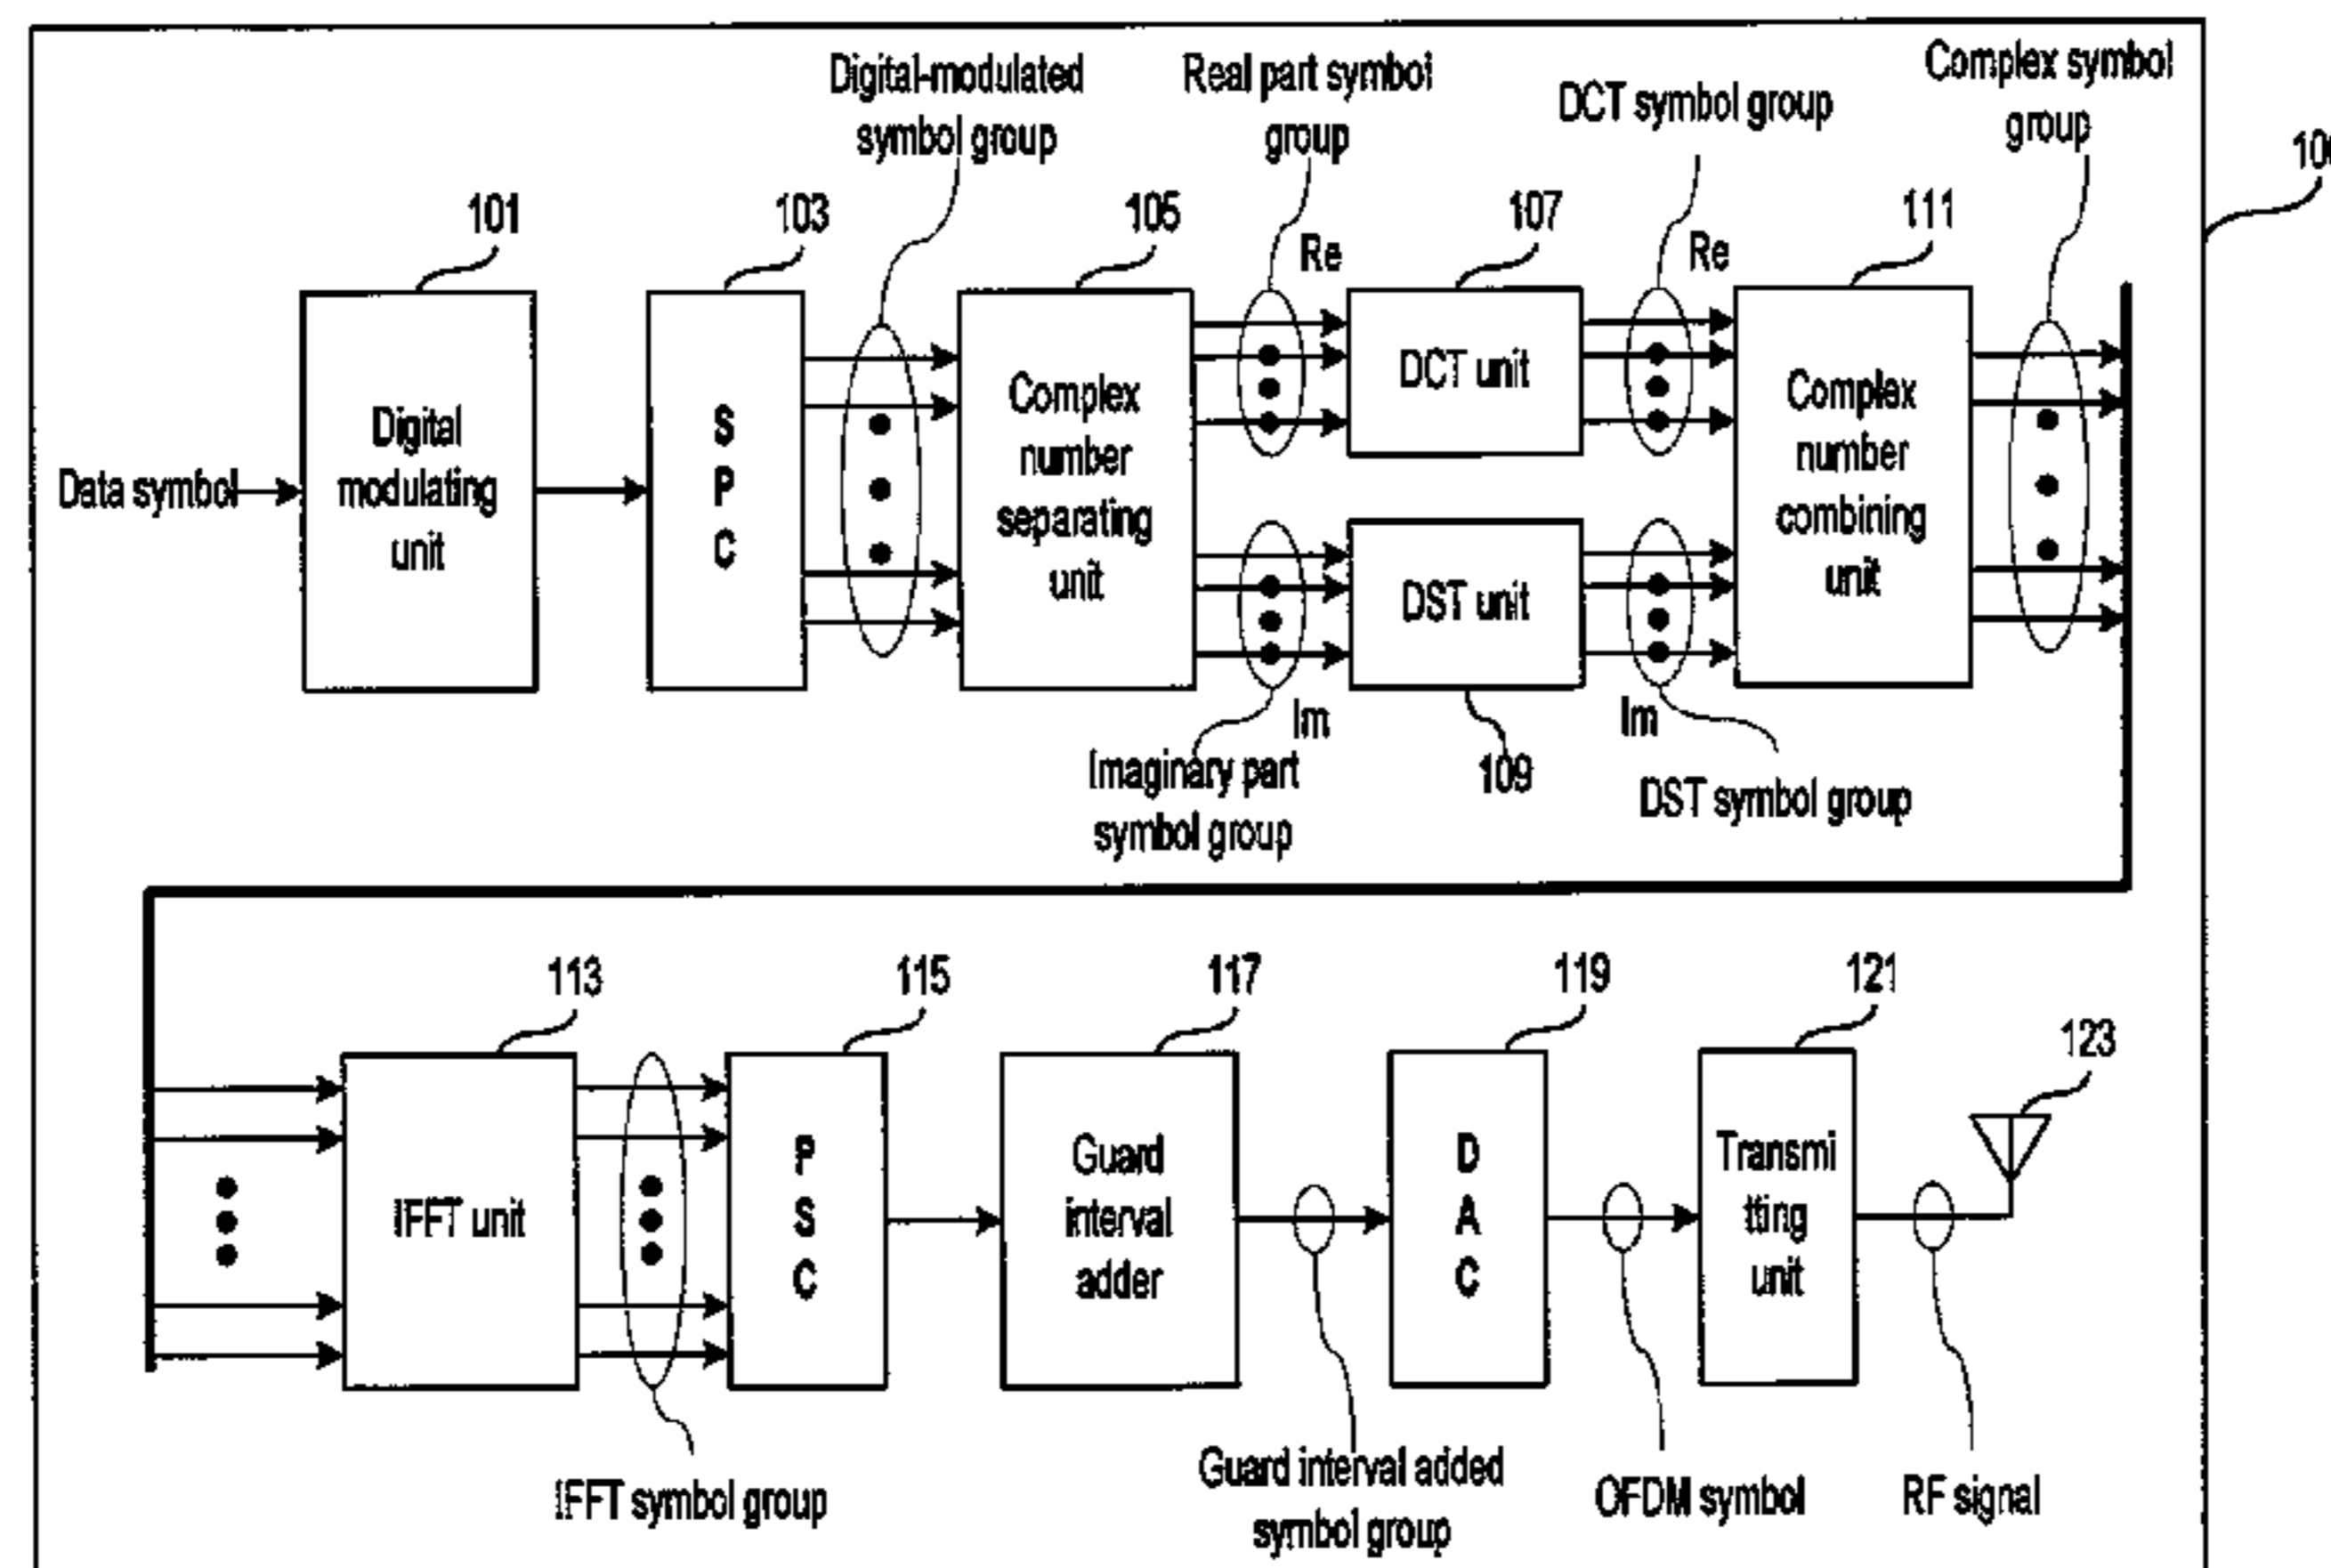 Digital-modulated
symbol group
Real part symbol
group
DCT symbol group
Complex symbol
group
101
103
105
Re
107
Re
111
Data symbol
Digital
modulating
unit
S
P
C
Complex
number
separating
unit
DCT unit
DST unit
Complex
number
combining
unit
Im
Imaginary part
symbol group
109
Im
DST symbol group
113
115
117
119
121
123
IFFT unit
P
S
C
Guard
interval
adder
D
A
C
Transmi
tting
unit
IFFT symbol group
Guard interval added
symbol group
OFDM symbol
RF signal